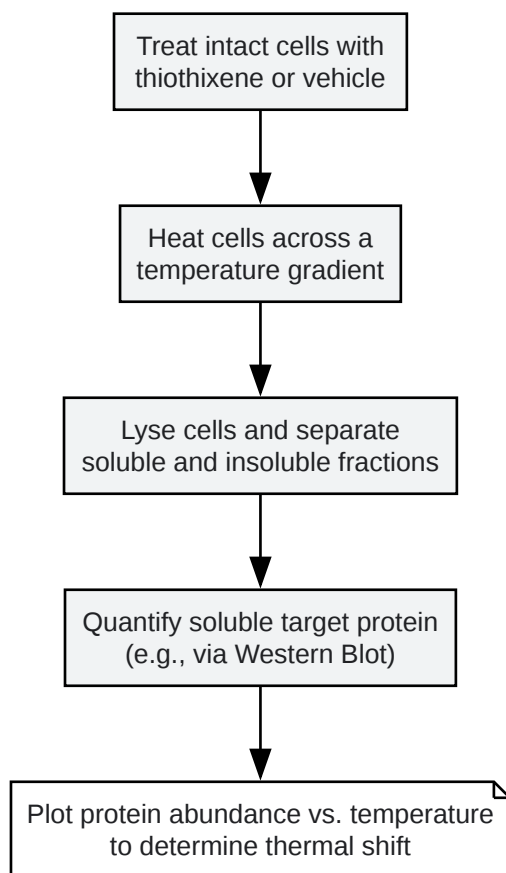 Treat intact cells with
thiothixene or vehicle
Heat cells across a
temperature gradient
Lyse cells and separate
soluble and insoluble fractions
Quantify soluble target protein
(e.g., via Western Blot)
Plot protein abundance vs. temperature
to determine thermal shift